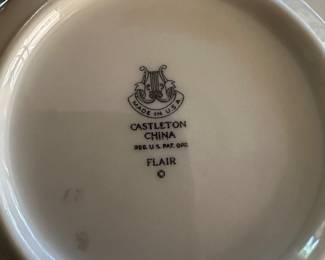 MADE IN U.S.A.
CASTLETON
CHINA
REG. U.S. PAT. OFF.
FLAIR
©